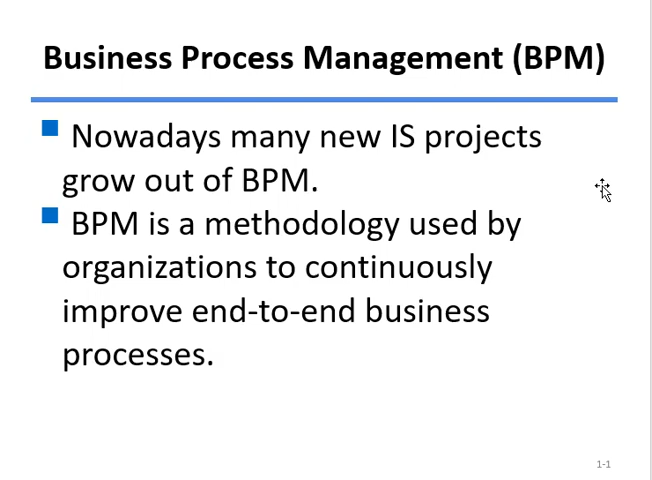 Business Process Management (BPM)
Nowadays many new IS projects
grow out of BPM.
BPM is a methodology used by
organizations to continuously
improve end-to-end business
processes.
1-1